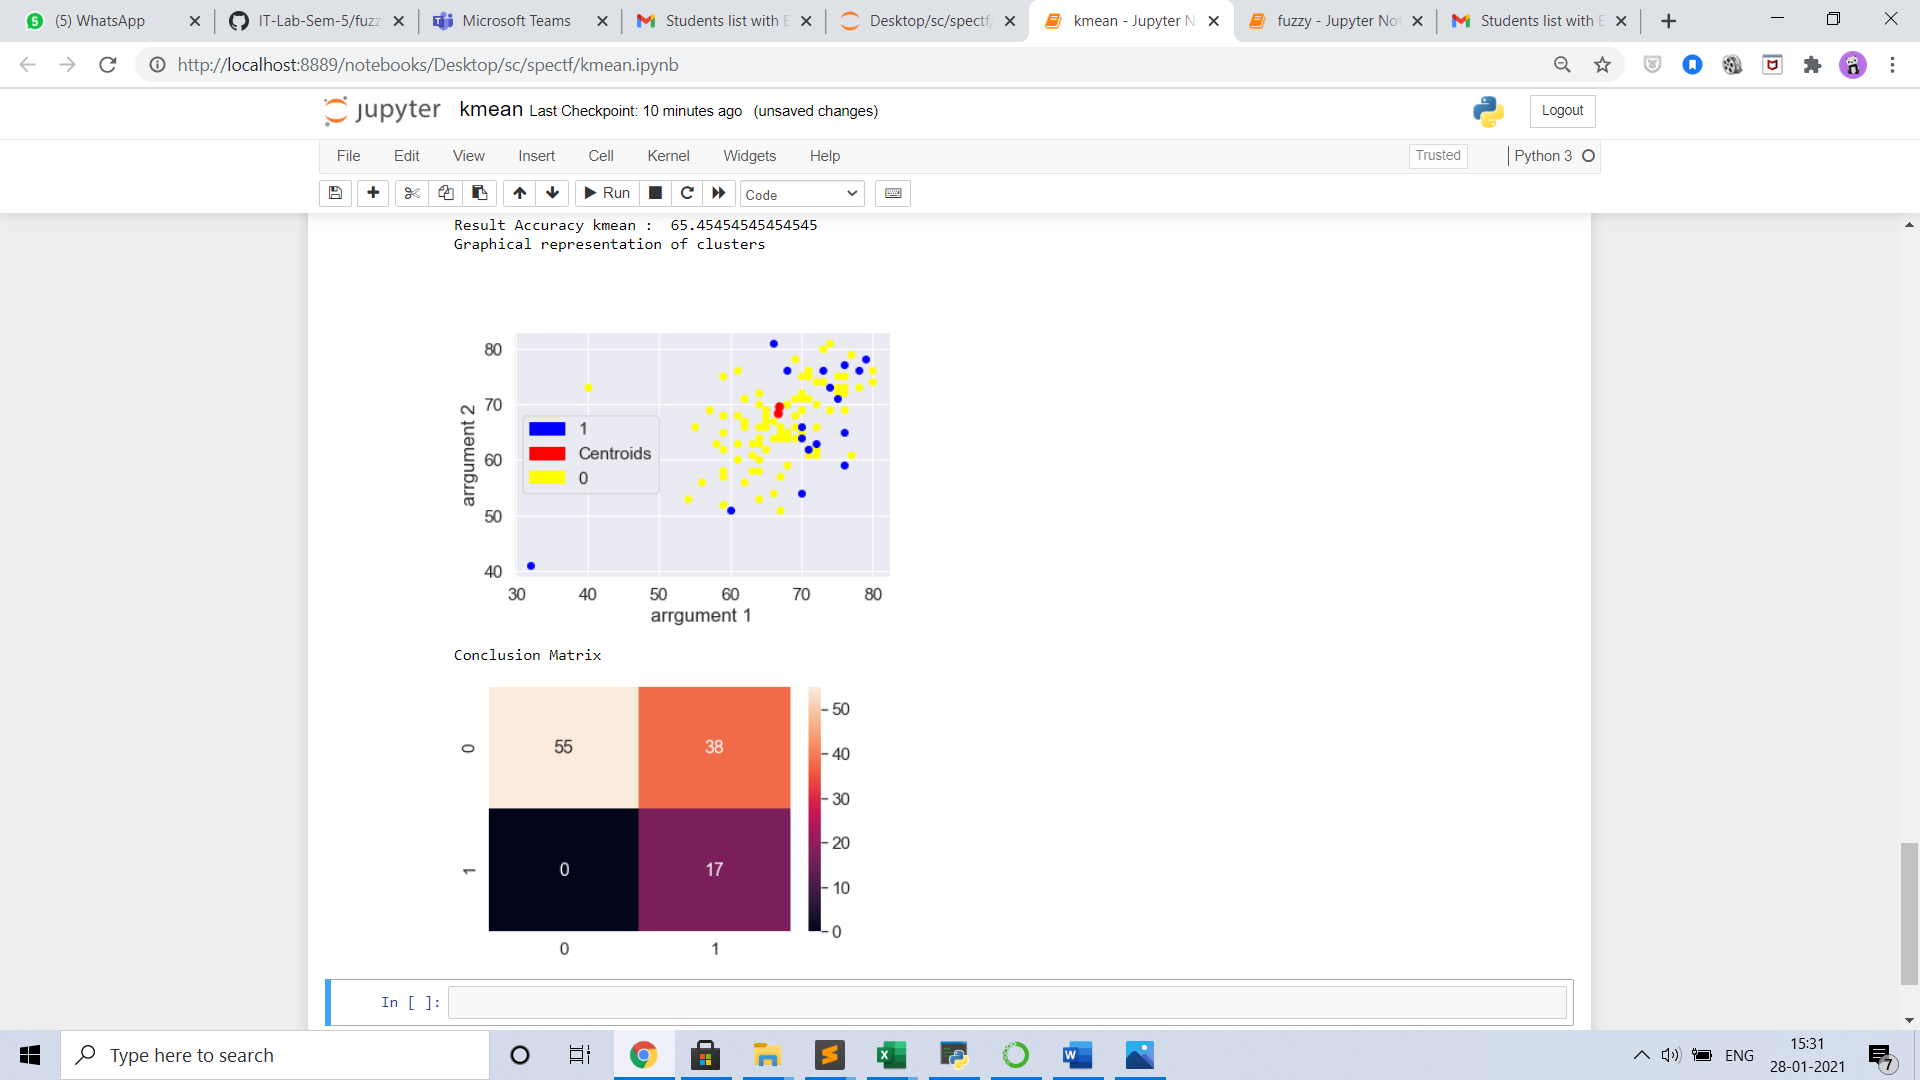 (5) WhatsApp
IT-Lab-Sem-5/fuzz
Microsoft Teams
Students list with E
Desktop/sc/spectf/
kmean - Jupyter N
fuzzy - Jupyter Not
Students list with E
http://localhost:8889/notebooks/Desktop/sc/spectf/kmean.ipynb
jupyter kmean Last Checkpoint: 10 minutes ago (unsaved changes)
Logout
File Edit View Insert Cell Kernel Widgets Help
Trusted
Python 3
Run
Code
Result Accuracy kmean :  65.45454545454545
Graphical representation of clusters
80
70
60
50
40
arrgument 2
1
Centroids
0
30 40 50 60 70 80
arrgument 1
Conclusion Matrix
0
55 38
1
0 17
0 1
50
40
30
20
10
0
In [ ]:
Type here to search
ENG
15:31
28-01-2021
7